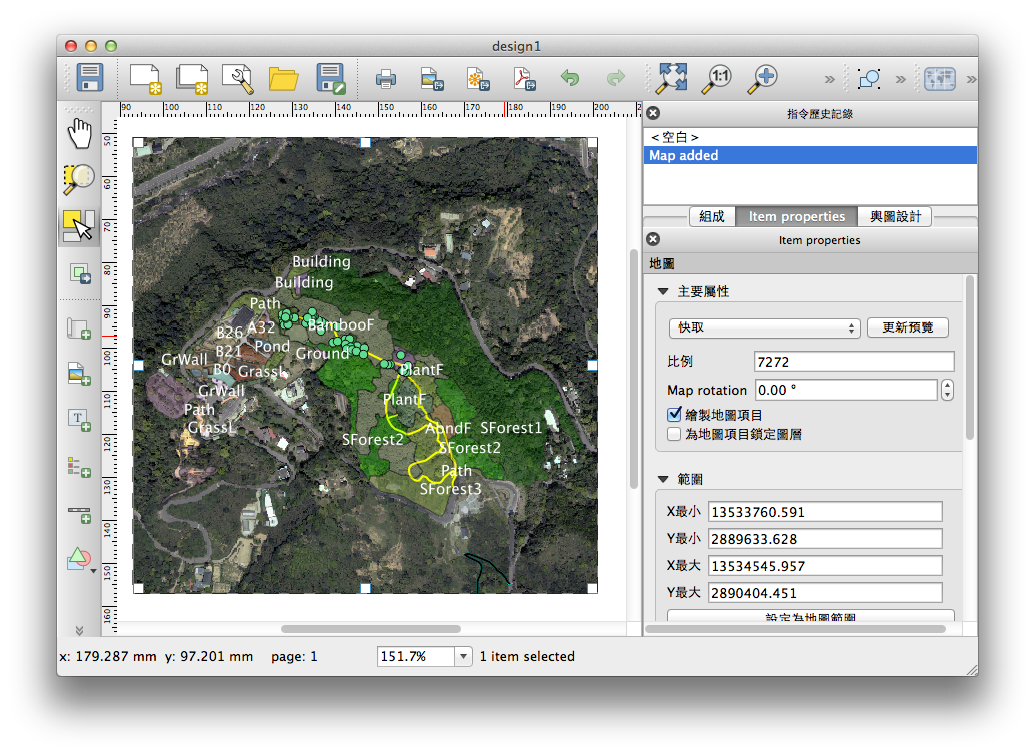 design1
1:1
90 100 110 120 130 140 150 160 170 180 190 200 2
50
60
70
80
90
100
110
120
130
140
150
160
T
Building
Building
Path
B26 A32
BambooF
Pond
B21
Ground
GrWall
B0 GrassL
PlantF
GrWall
PlantF
Path
GrassL
AbndF SForest1
SForest2
SForest2
Path
SForest3
指令歷史記錄
<空白>
Map added
組成 Item properties 輿圖設計
Item properties
地圖
主要屬性
快取 更新預覽
比例 7272
Map rotation 0.00 °
繪製地圖項目
為地圖項目鎖定圖層
範圍
X最小 13533760.591
Y最小 2889633.628
X最大 13534545.957
Y最大 2890404.451
設定為地圖範圍
x: 179.287 mm y: 97.201 mm page: 1 151.7% 1 item selected